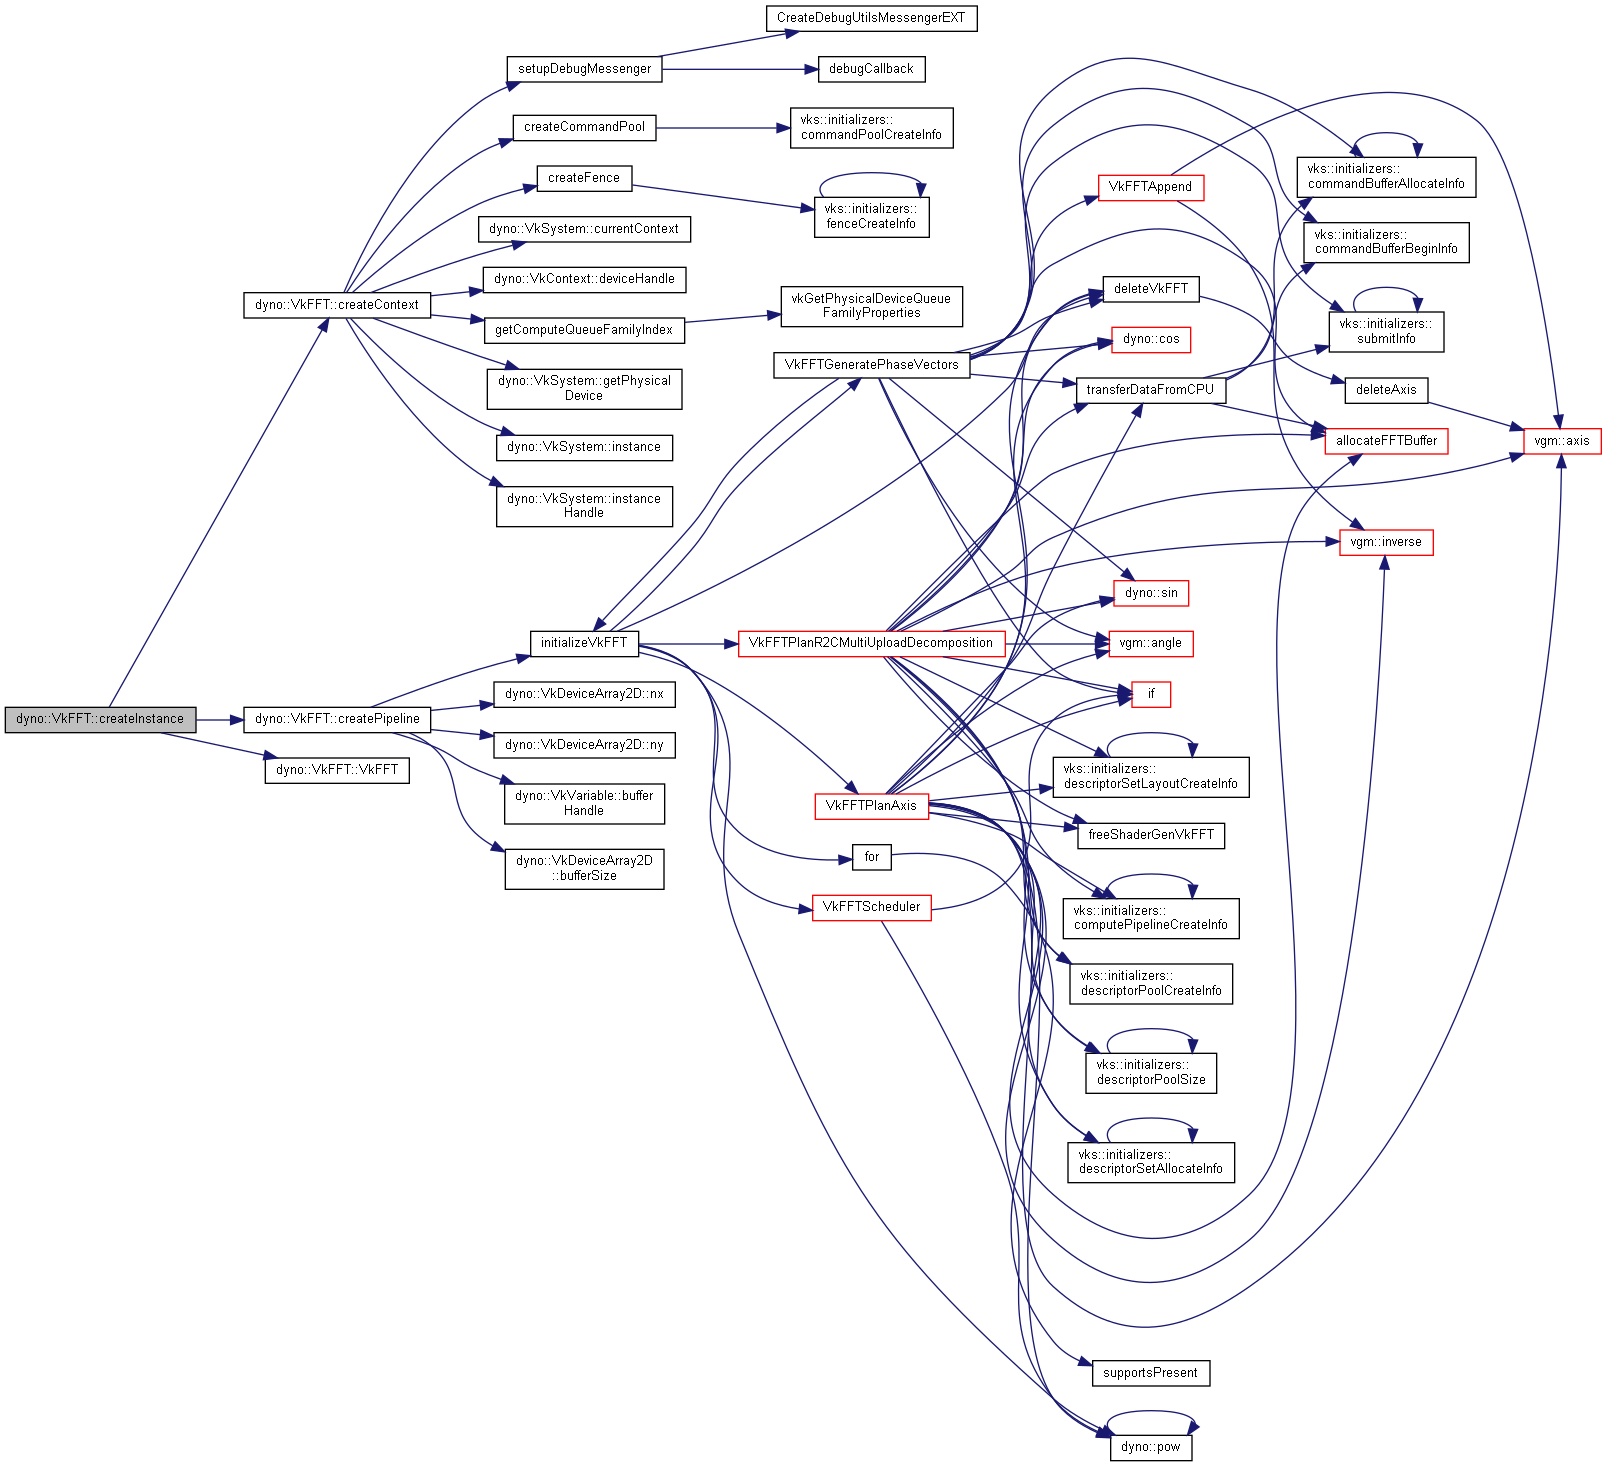 CreateDebugUtilsMessengerEXT
setupDebugMessenger
debugCallback
createCommandPool
vks::initializers::
commandPoolCreateInfo
createFence
vks::initializers::
fenceCreateInfo
dyno::VkSystem::currentContext
dyno::VkFFT::createContext
dyno::VkContext::deviceHandle
getComputeQueueFamilyIndex
vkGetPhysicalDeviceQueue
FamilyProperties
dyno::VkSystem::getPhysical
Device
dyno::VkSystem::instance
dyno::VkSystem::instance
Handle
VkFFTGeneratePhaseVectors
VkFFTAppend
vks::initializers::
commandBufferAllocateInfo
vks::initializers::
commandBufferBeginInfo
deleteVkFFT
dyno::cos
vks::initializers::
submitInfo
transferDataFromCPU
deleteAxis
allocateFFTBuffer
vgm::axis
vgm::inverse
dyno::sin
initializeVkFFT
VkFFTPlanR2CMultiUploadDecomposition
vgm::angle
if
dyno::VkFFT::createInstance
dyno::VkFFT::createPipeline
dyno::VkDeviceArray2D::nx
dyno::VkDeviceArray2D::ny
dyno::VkFFT::VkFFT
dyno::VkVariable::buffer
Handle
dyno::VkDeviceArray2D
::bufferSize
vks::initializers::
descriptorSetLayoutCreateInfo
VkFFTPlanAxis
freeShaderGenVkFFT
for
VkFFTScheduler
vks::initializers::
computePipelineCreateInfo
vks::initializers::
descriptorPoolCreateInfo
vks::initializers::
descriptorPoolSize
vks::initializers::
descriptorSetAllocateInfo
supportsPresent
dyno::pow